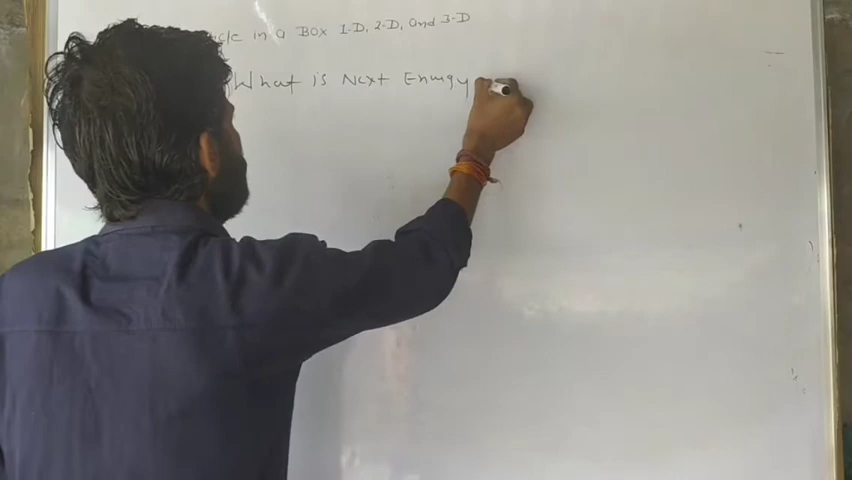 in a Box 1-D, 2-D, and 3-D
What is Next Energy